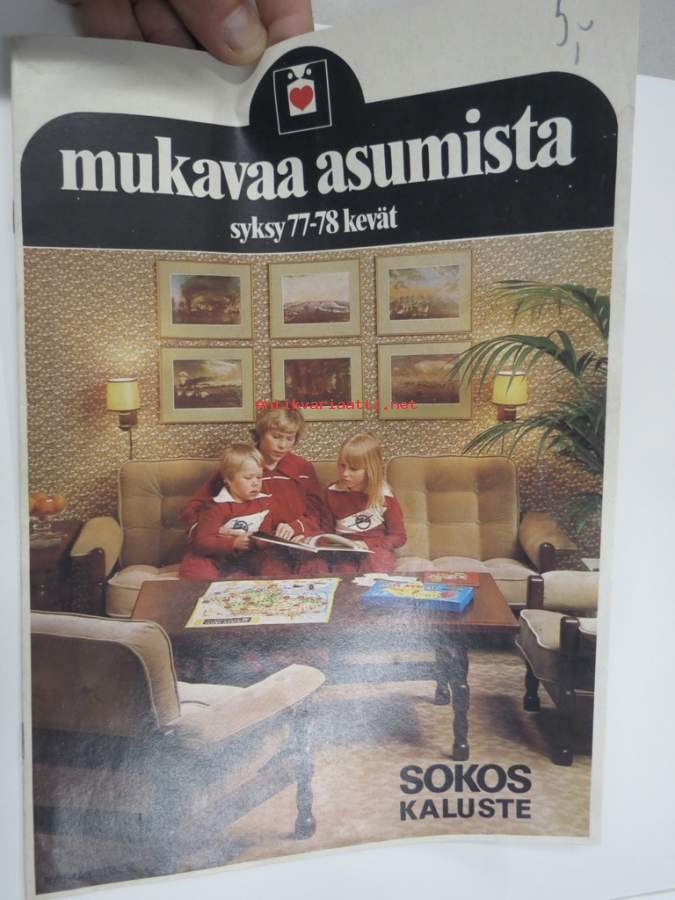 5,-
mukavaa asumista
syksy 77-78 kevät
antikvariaatti.net
SOKOS
KALUSTE